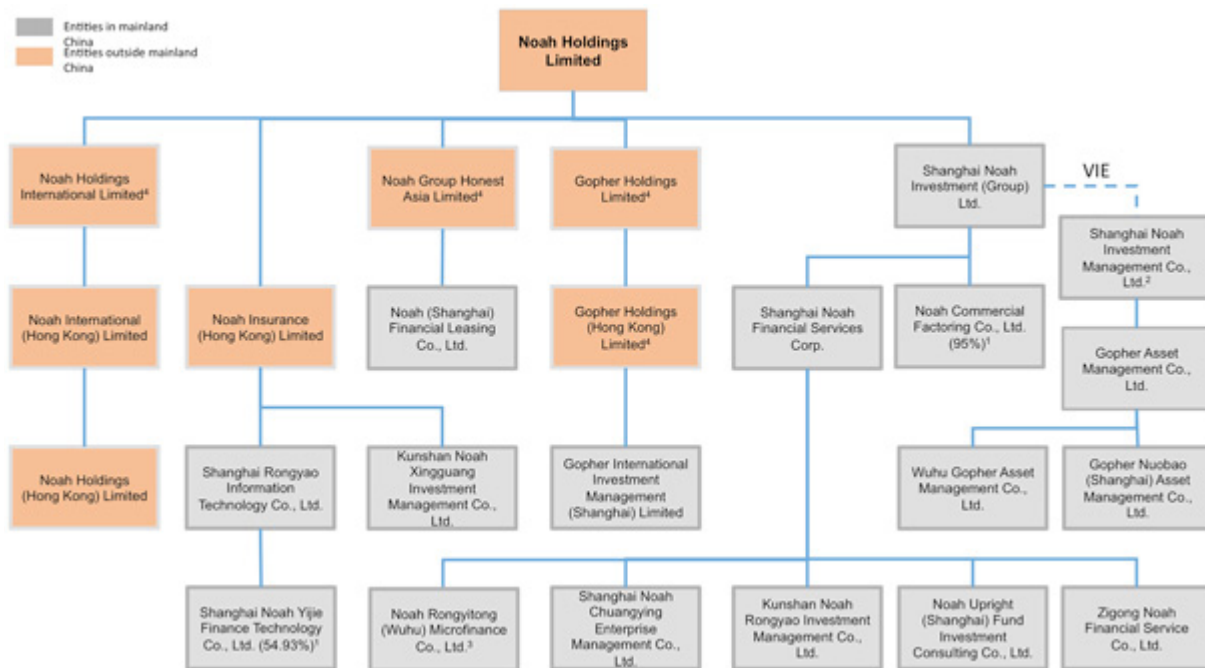 Entities in mainland
China
Entities outside mainland
China
Noah Holdings
Limited
Noah Holdings
International Limited⁴
Noah Group Honest
Asia Limited⁴
Gopher Holdings
Limited⁴
Shanghai Noah
Investment (Group)
Ltd.
VIE
Shanghai Noah
Investment
Management Co.,
Ltd.²
Noah International
(Hong Kong) Limited
Noah Insurance
(Hong Kong) Limited
Noah (Shanghai)
Financial Leasing
Co., Ltd.
Gopher Holdings
(Hong Kong)
Limited⁴
Shanghai Noah
Financial Services
Corp.
Noah Commercial
Factoring Co., Ltd.
(95%)¹
Gopher Asset
Management Co.,
Ltd.
Noah Holdings
(Hong Kong) Limited
Shanghai Rongyao
Information
Technology Co., Ltd.
Kunshan Noah
Xingguang
Investment
Management Co.,
Ltd.
Gopher International
Investment
Management
(Shanghai) Limited
Wuhu Gopher Asset
Management Co.,
Ltd.
Gopher Nuobao
(Shanghai) Asset
Management Co.,
Ltd.
Shanghai Noah Yijie
Finance Technology
Co., Ltd. (54.93%)¹
Noah Rongyitong
(Wuhu) Microfinance
Co., Ltd.³
Shanghai Noah
Chuangying
Enterprise
Management Co.,
Ltd.
Kunshan Noah
Rongyao Investment
Management Co.,
Ltd.
Noah Upright
(Shanghai) Fund
Investment
Consulting Co., Ltd.
Zigong Noah
Financial Service
Co., Ltd.